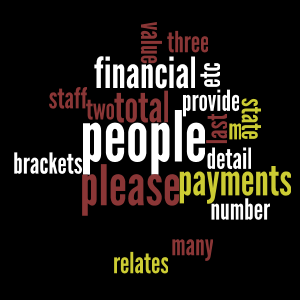 value
three
financial
etc
staff
two
total
provide
state
last
m
people
detail
brackets
please
payments
number
many
relates